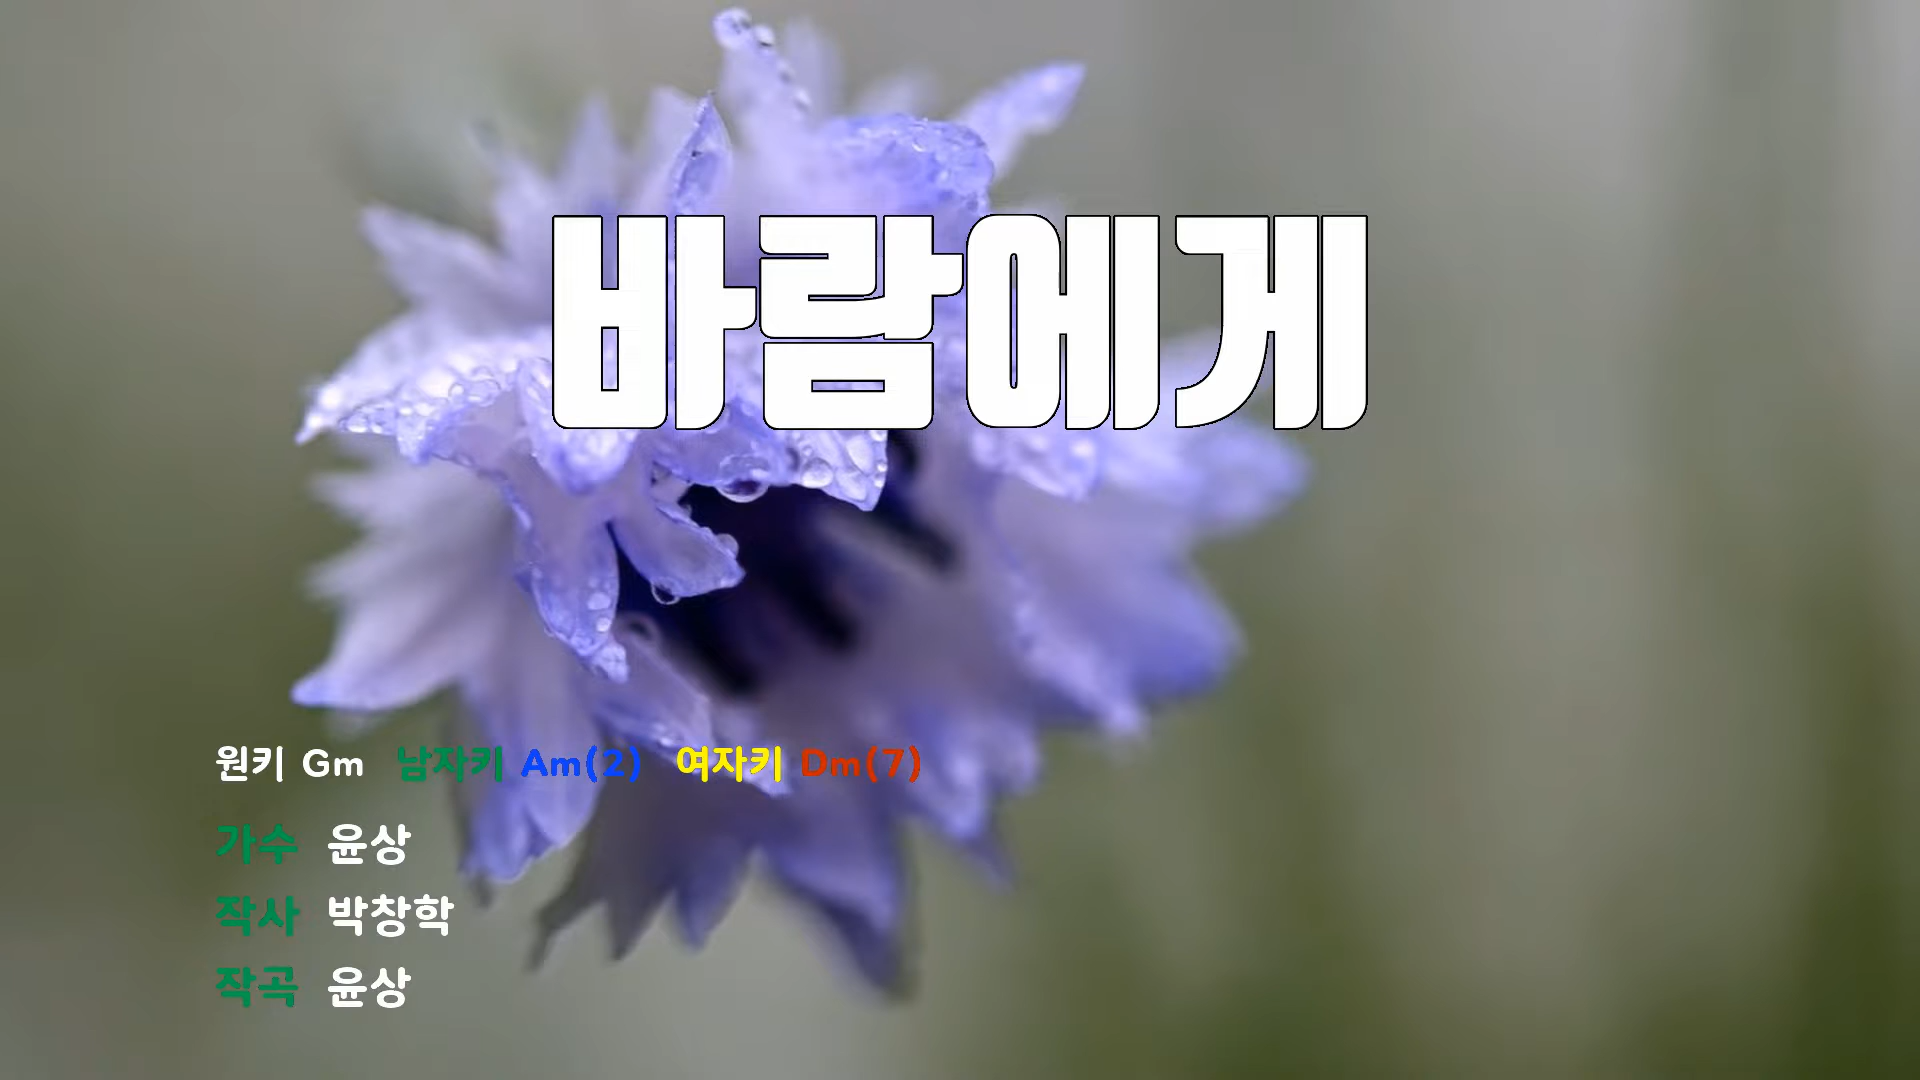 바람에게
원키 Gm 남자키 Am(2) 여자키 Dm(7)
가수 윤상
작사 박창학
작곡 윤상